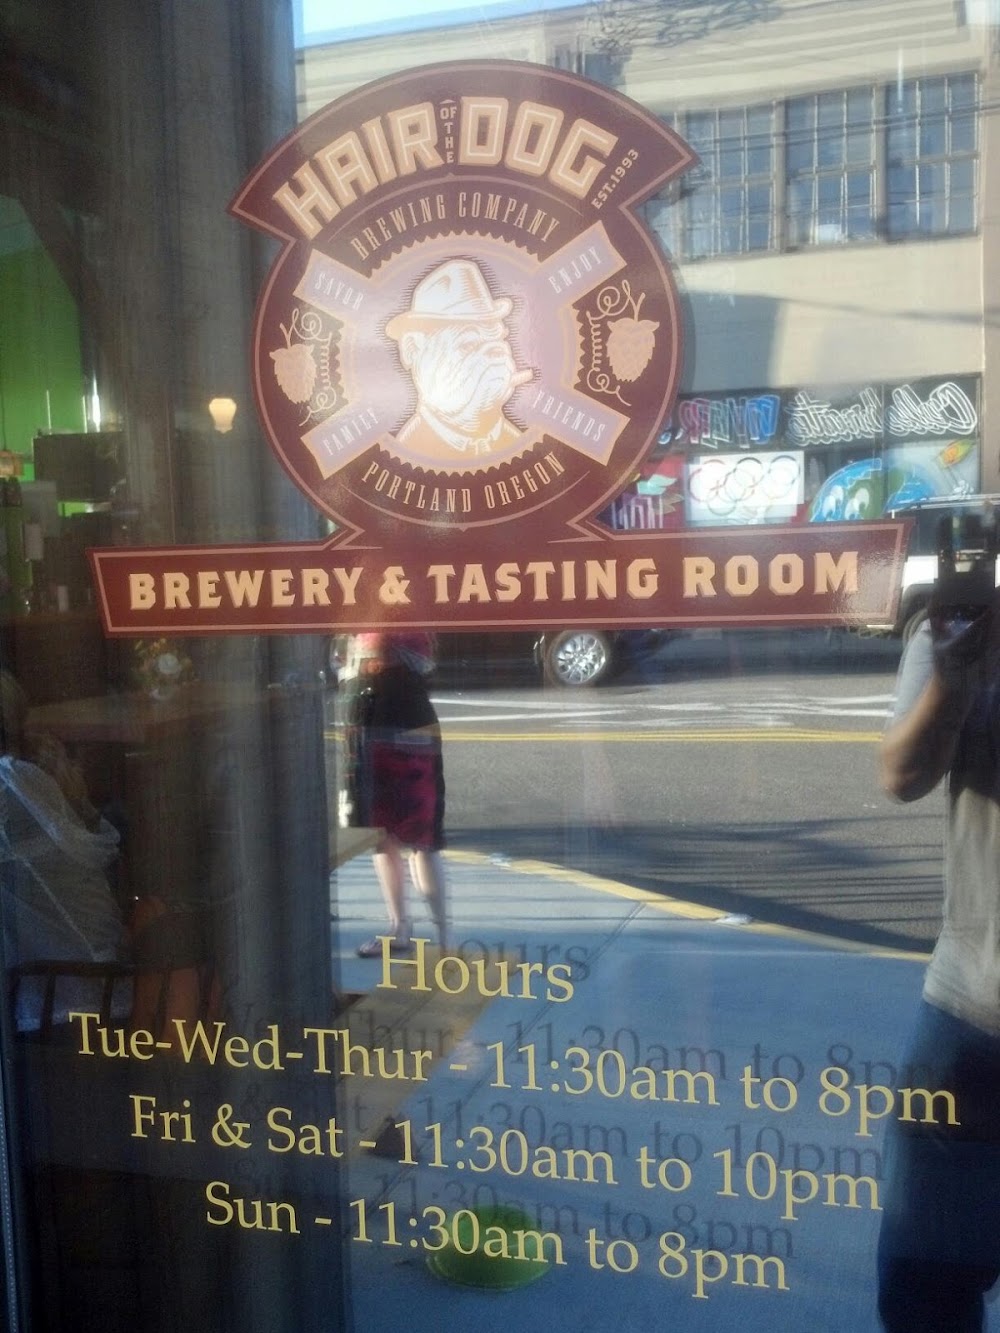 HAIR OF THE DOG
EST. 1993
BREWING COMPANY
SAVOR
ENJOY
FAMILY
FRIENDS
PORTLAND OREGON
BREWERY & TASTING ROOM
Hours
Tue-Wed-Thur - 11:30am to 8pm
Fri & Sat - 11:30am to 10pm
Sun - 11:30am to 8pm